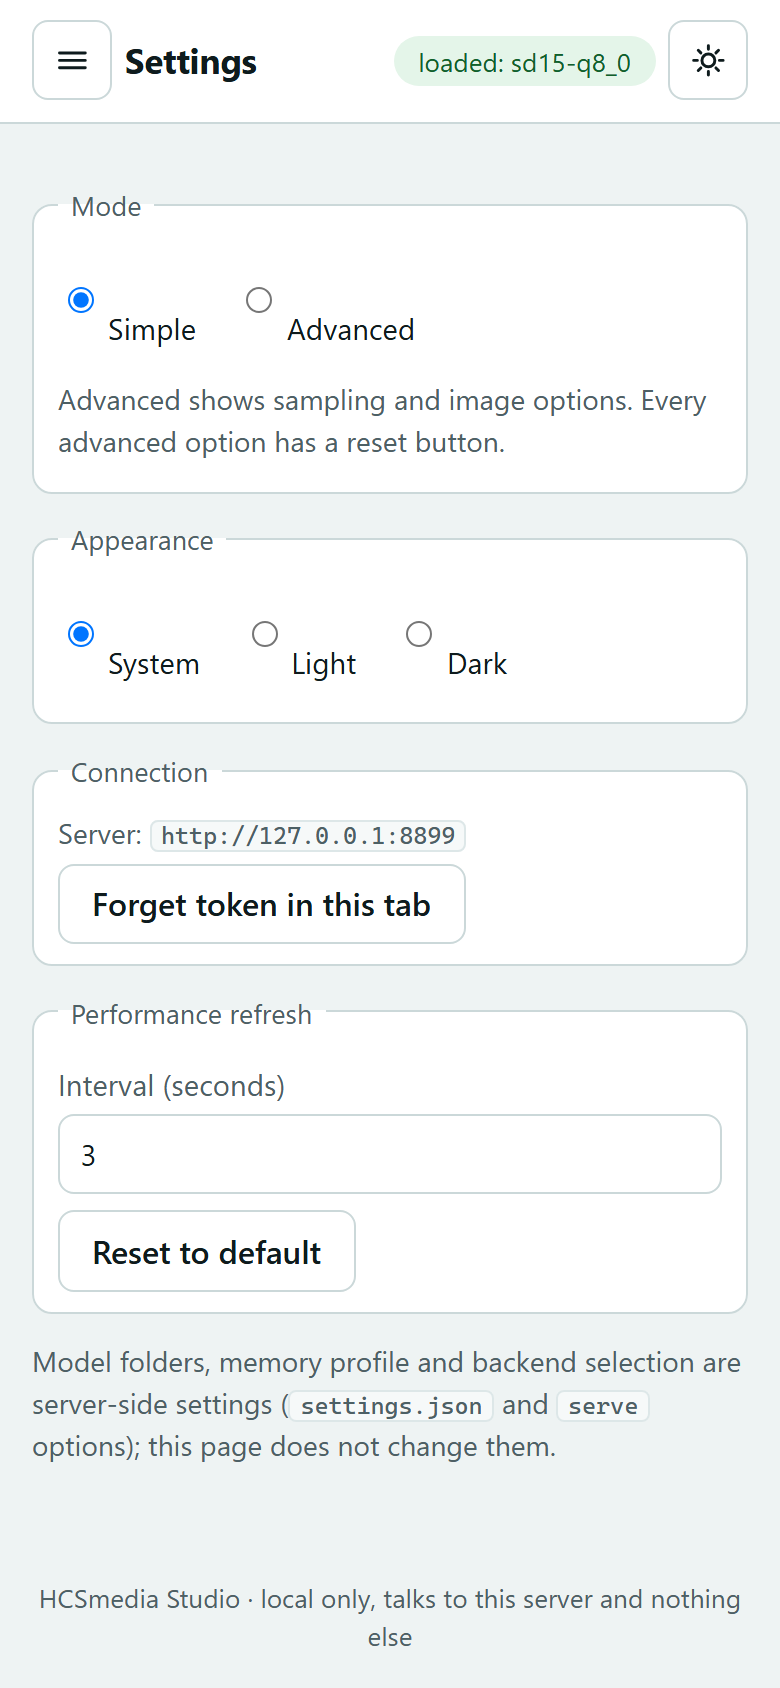 Settings
loaded: sd15-q8_0
Mode
Simple
Advanced
Advanced shows sampling and image options. Every
advanced option has a reset button.
Appearance
System
Light
Dark
Connection
Server: http://127.0.0.1:8899
Forget token in this tab
Performance refresh
Interval (seconds)
3
Reset to default
Model folders, memory profile and backend selection are
server-side settings (settings.json and serve
options); this page does not change them.
HCSmedia Studio · local only, talks to this server and nothing
else